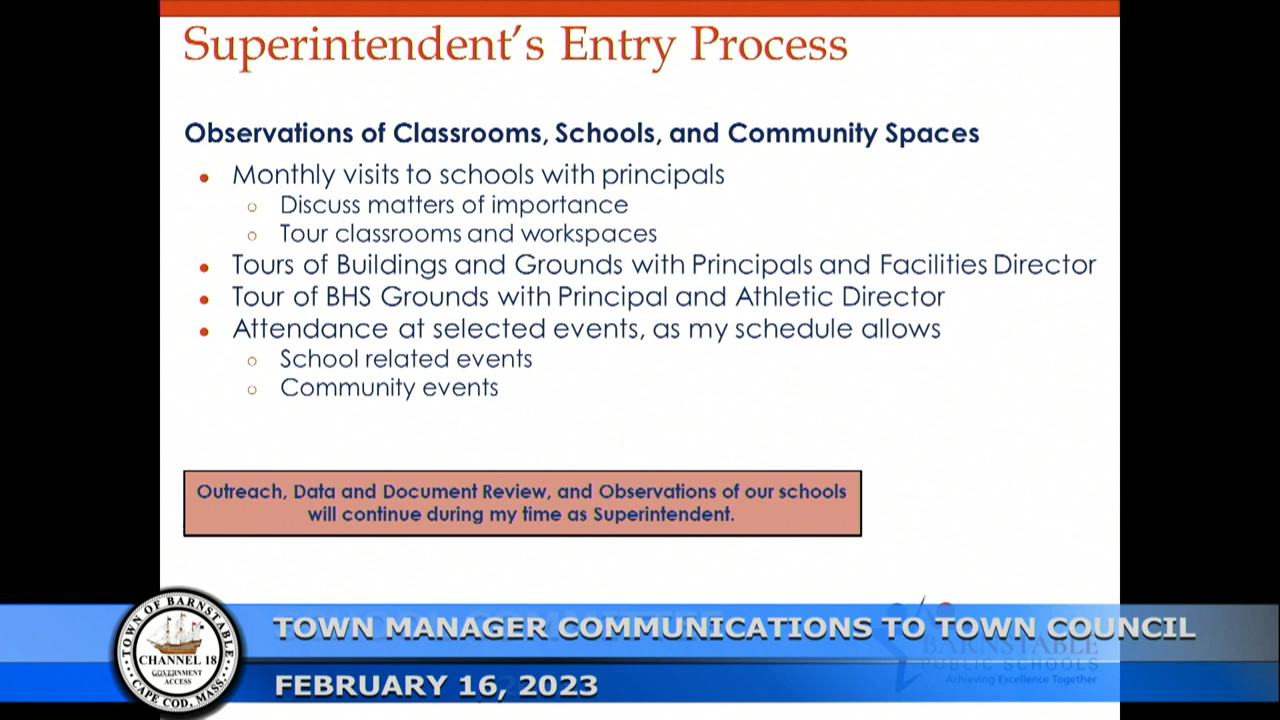 Superintendent's Entry Process
Observations of Classrooms, Schools, and Community Spaces
• Monthly visits to schools with principals
○ Discuss matters of importance
○ Tour classrooms and workspaces
• Tours of Buildings and Grounds with Principals and Facilities Director
• Tour of BHS Grounds with Principal and Athletic Director
• Attendance at selected events, as my schedule allows
○ School related events
○ Community events
Outreach, Data and Document Review, and Observations of our schools
will continue during my time as Superintendent.
TOWN MANAGER COMMUNICATIONS TO TOWN COUNCIL
FEBRUARY 16, 2023
TOWN OF BARNSTABLE
CHANNEL 18
GOVERNMENT
ACCESS
CAPE COD, MASS.
BARNSTABLE
PUBLIC SCHOOLS
Achieving Excellence Together